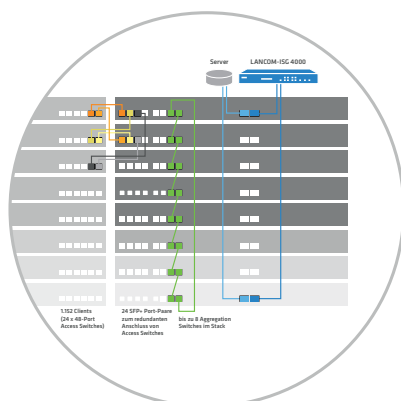 Server
LANCOM-ISG 4000
1.152 Clients
(24 x 48-Port
Access Switches)
24 SFP+ Port-Paare
zum redundanten
Anschluss von
Access Switches
bis zu 8 Aggregation
Switches im Stack